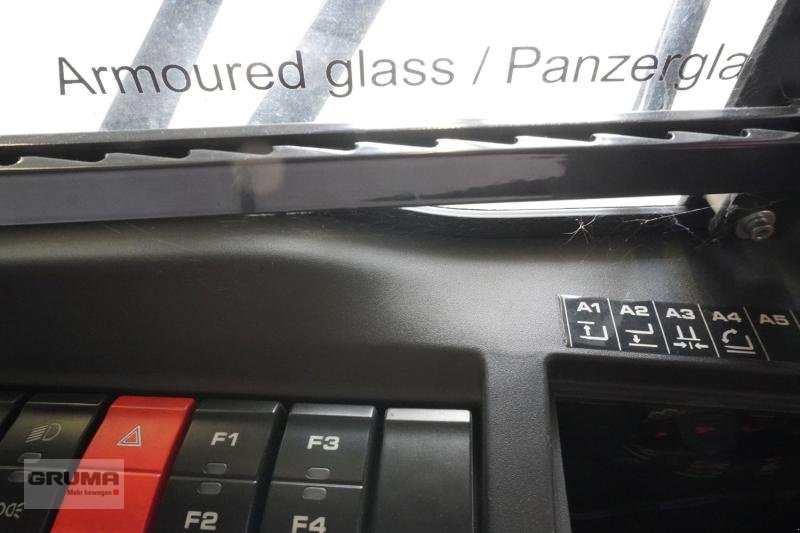 Armoured glass / Panzergla
A1 A2 A3 A4 A5
F1 F3
F2 F4
GRUMA
Mehr bewegen